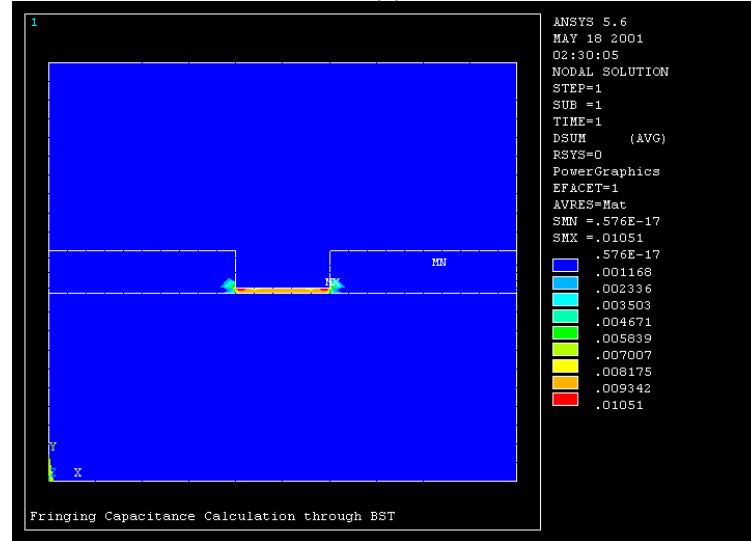 1
ANSYS 5.6
MAY 18 2001
02:30:05
NODAL SOLUTION
STEP=1
SUB =1
TIME=1
DSUM (AVG)
RSYS=0
PowerGraphics
EFACET=1
AVRES=Mat
SMN =.576E-17
SMX =.01051
.576E-17
.001168
.002336
.003503
.004671
.005839
.007007
.008175
.009342
.01051
MN
Y
X
Fringing Capacitance Calculation through BST